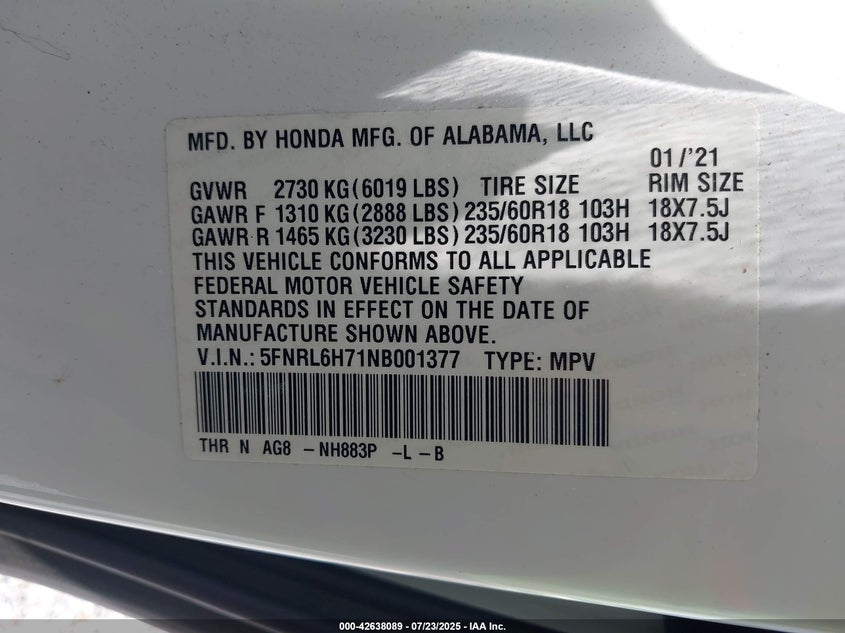 MFD. BY HONDA MFG. OF ALABAMA, LLC
01/'21
GVWR 2730 KG (6019 LBS) TIRE SIZE RIM SIZE
GAWR F 1310 KG (2888 LBS) 235/60R18 103H 18X7.5J
GAWR R 1465 KG (3230 LBS) 235/60R18 103H 18X7.5J
THIS VEHICLE CONFORMS TO ALL APPLICABLE
FEDERAL MOTOR VEHICLE SAFETY
STANDARDS IN EFFECT ON THE DATE OF
MANUFACTURE SHOWN ABOVE.
V.I.N.: 5FNRL6H71NB001377 TYPE: MPV
THR N AG8 - NH883P -L - B
000-42638089 - 07/23/2025 - IAA Inc.